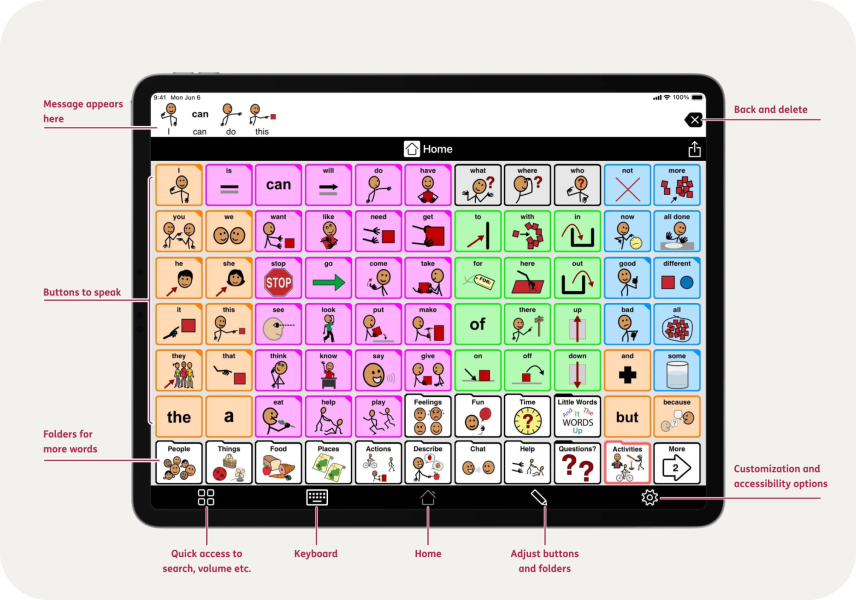 Message appears
here
9:41 Mon Jun 6
100%
can
I can do this
Back and delete
Home
I is can will do have what where who not more
you we want like need get to with in now all done
he she stop go come take for here out good different
STOP
FOR:
Buttons to speak
it this see look put make of there up bad all
they that think know say give on off down and some
the a eat help play Feelings Fun Time Little Words but because
And It The
WORDS
Up
Folders for
more words
People Things Food Places Actions Describe Chat Help Questions? Activities More
2
Customization and
accessibility options
Quick access to
search, volume etc.
Keyboard
Home
Adjust buttons
and folders